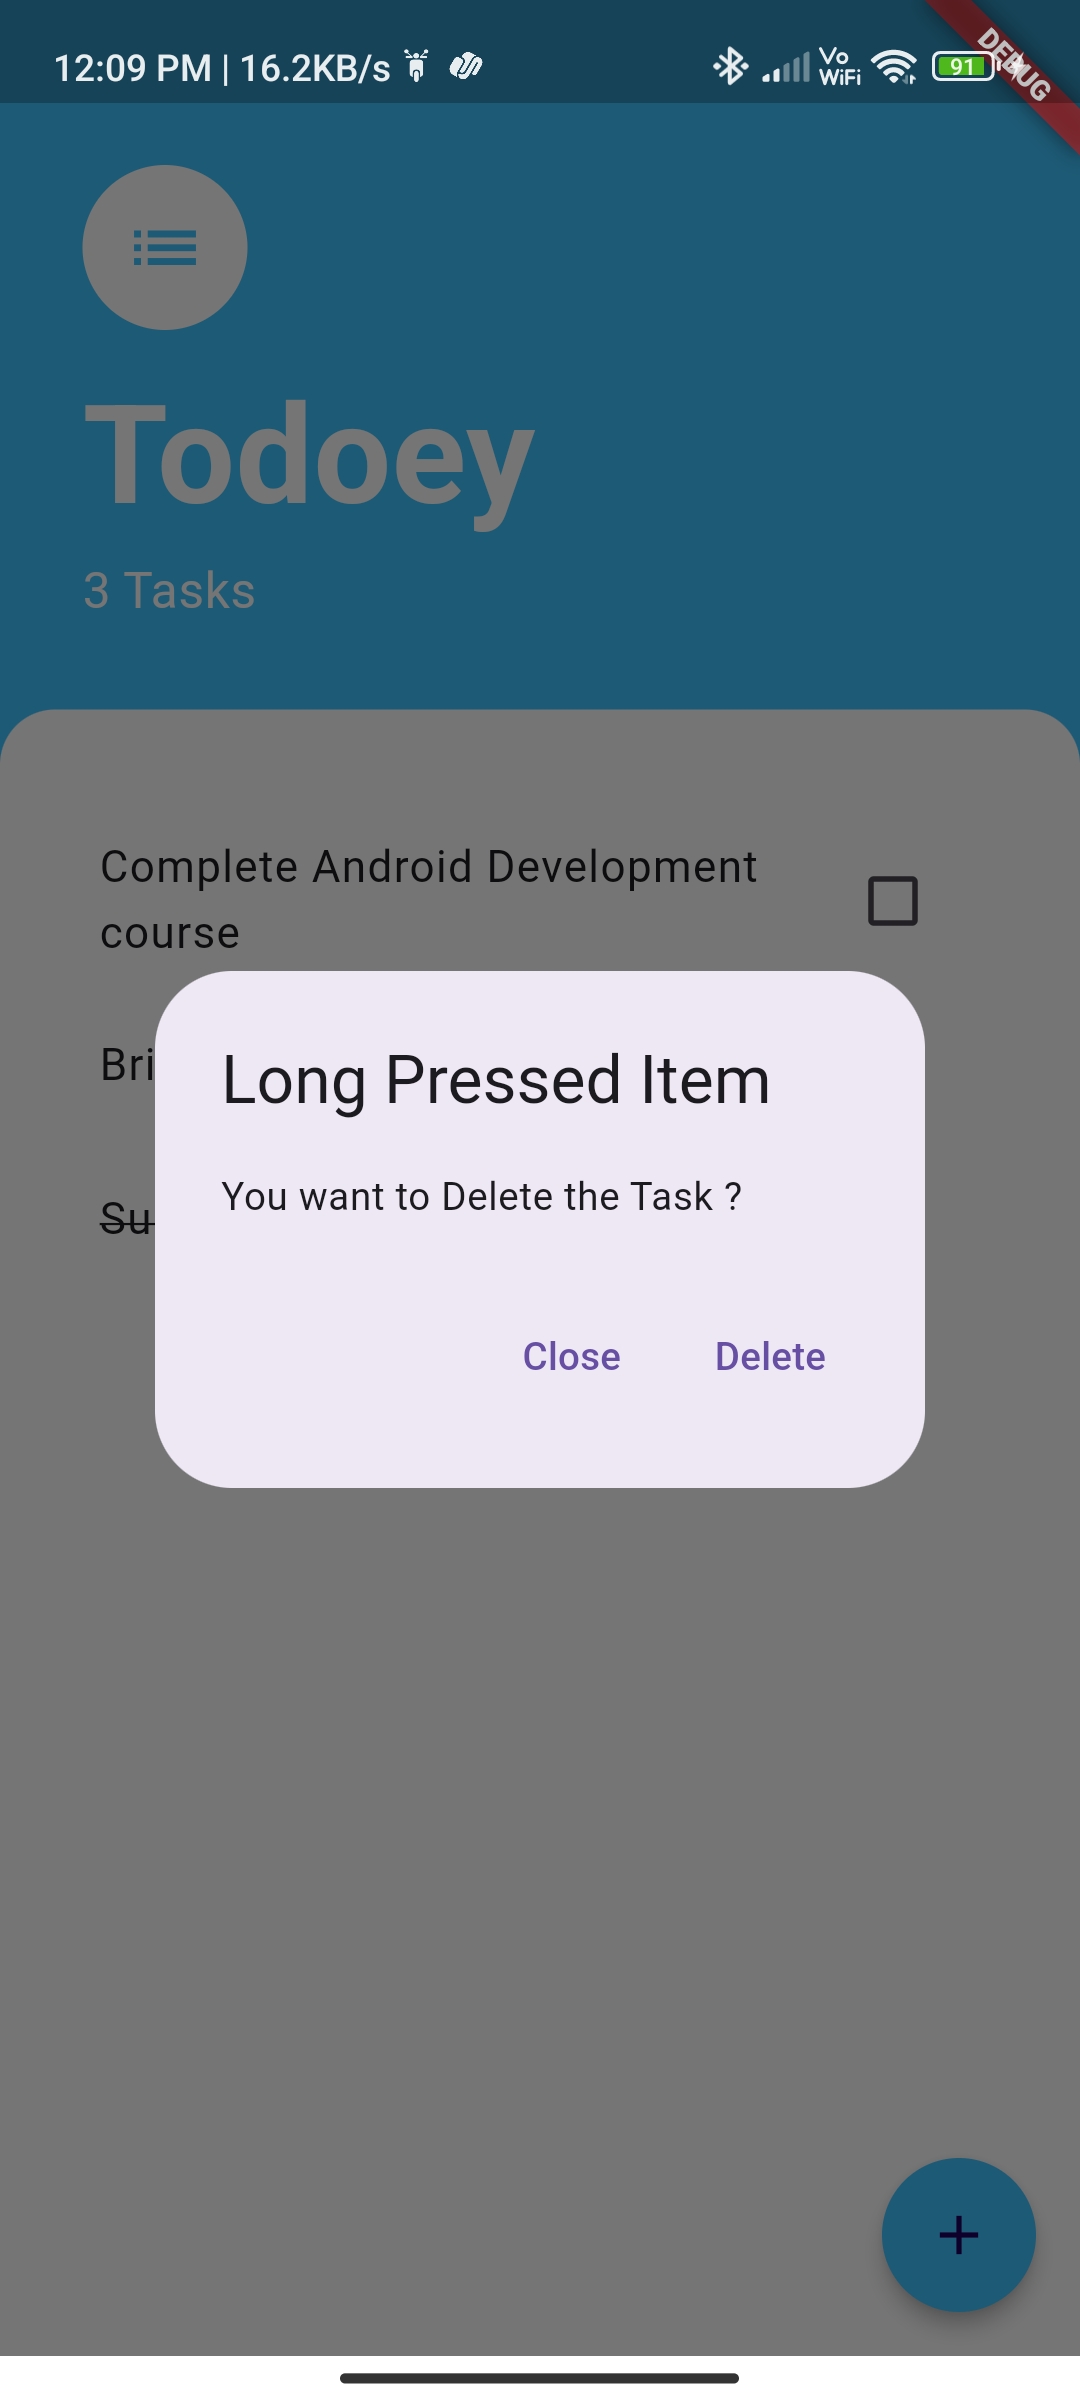 12:09 PM | 16.2KB/s
Vo
WiFi
91
DEBUG
Todoey
3 Tasks
Complete Android Development
course
Bri
Su
Long Pressed Item
You want to Delete the Task ?
Close Delete